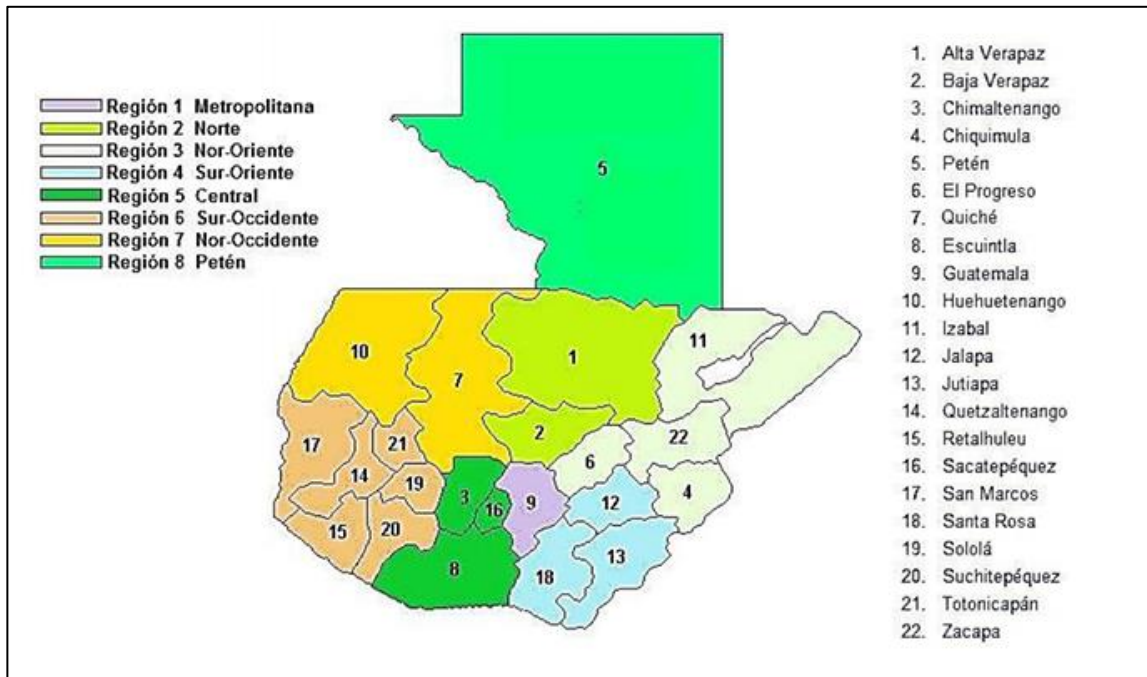 Región 1 Metropolitana
Región 2 Norte
Región 3 Nor-Oriente
Región 4 Sur-Oriente
Región 5 Central
Región 6 Sur-Occidente
Región 7 Nor-Occidente
Región 8 Petén
5
11
10
1
7
2
22
17
21
6
14
19
4
3
16
9
12
15
20
13
8
18
1. Alta Verapaz
2. Baja Verapaz
3. Chimaltenango
4. Chiquimula
5. Petén
6. El Progreso
7. Quiché
8. Escuintla
9. Guatemala
10. Huehuetenango
11. Izabal
12. Jalapa
13. Jutiapa
14. Quetzaltenango
15. Retalhuleu
16. Sacatepéquez
17. San Marcos
18. Santa Rosa
19. Sololá
20. Suchitepéquez
21. Totonicapán
22. Zacapa